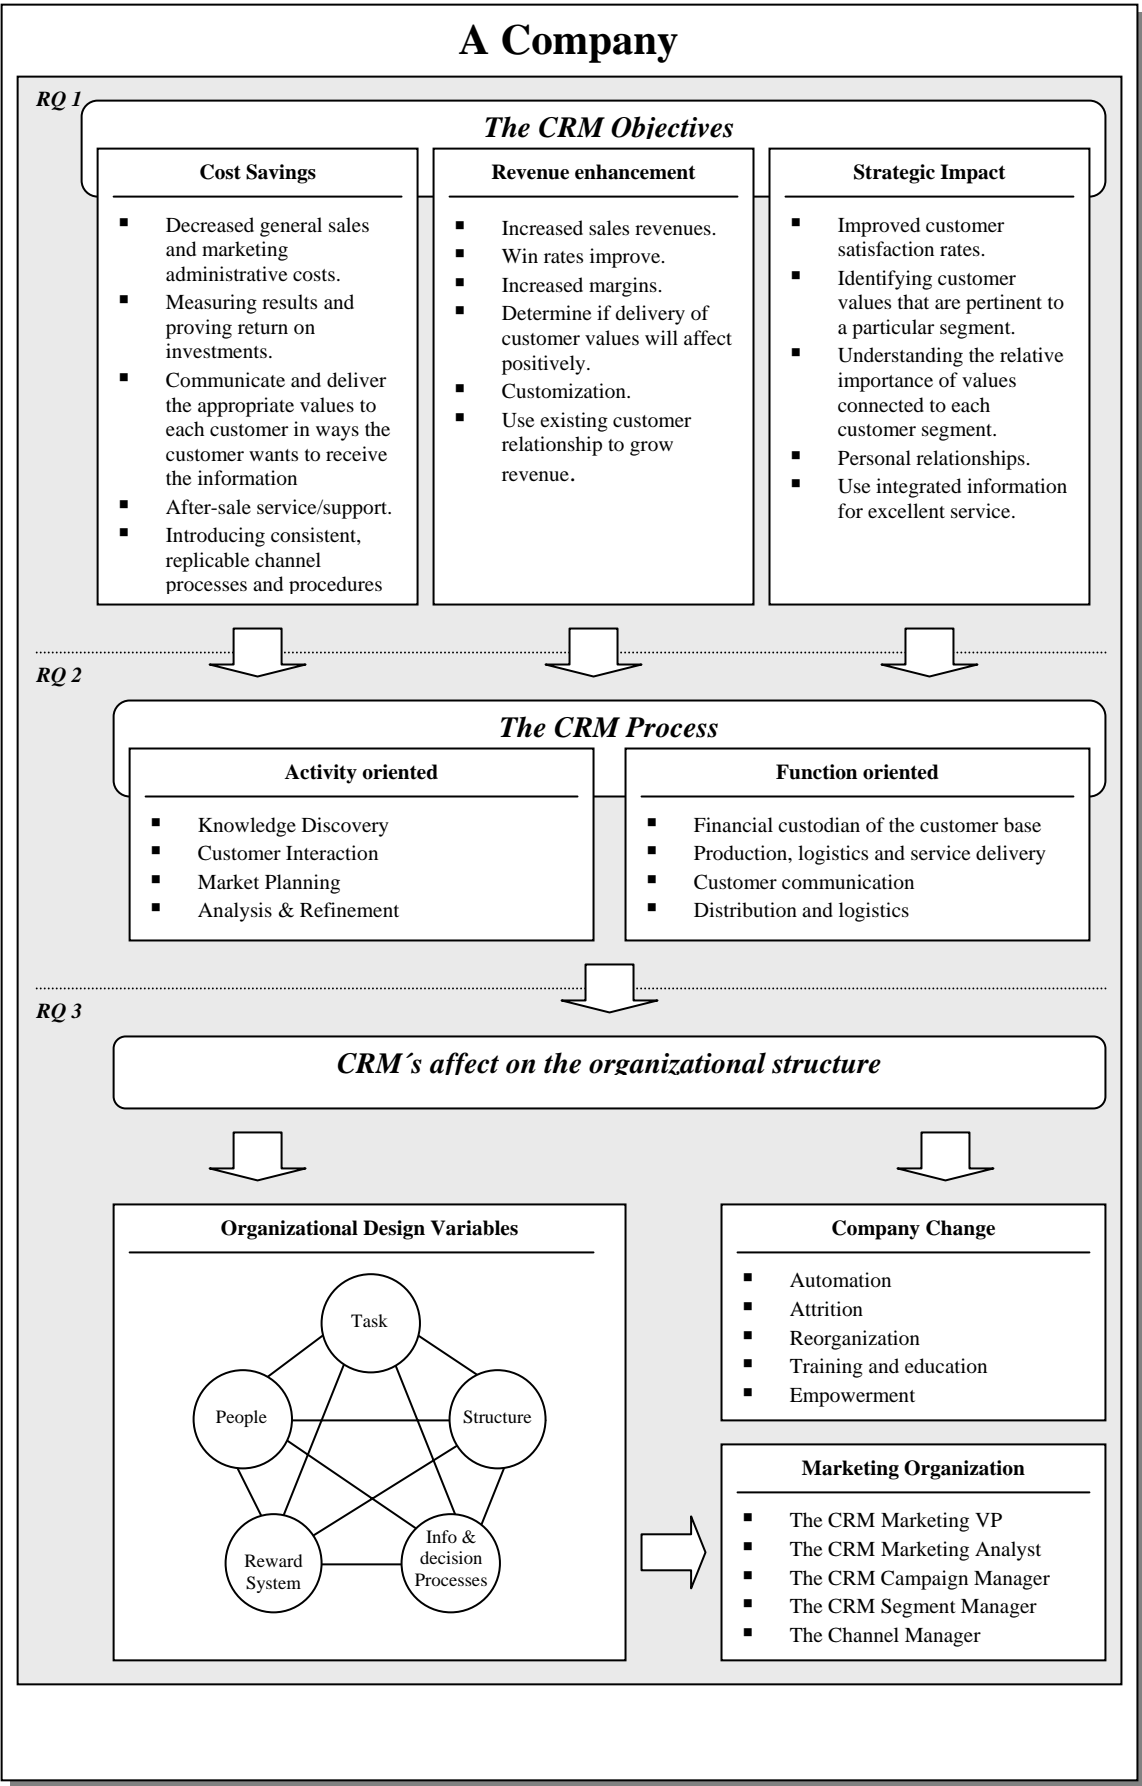 A Company
RQ 1
The CRM Objectives
Cost Savings
Decreased general sales
and marketing
administrative costs.
Measuring results and
proving return on
investments.
Communicate and deliver
the appropriate values to
each customer in ways the
customer wants to receive
the information
After-sale service/support.
Introducing consistent,
replicable channel
processes and procedures
Revenue enhancement
Increased sales revenues.
Win rates improve.
Increased margins.
Determine if delivery of
customer values will affect
positively.
Customization.
Use existing customer
relationship to grow
revenue.
Strategic Impact
Improved customer
satisfaction rates.
Identifying customer
values that are pertinent to
a particular segment.
Understanding the relative
importance of values
connected to each
customer segment.
Personal relationships.
Use integrated information
for excellent service.
RQ 2
The CRM Process
Activity oriented
Knowledge Discovery
Customer Interaction
Market Planning
Analysis & Refinement
Function oriented
Financial custodian of the customer base
Production, logistics and service delivery
Customer communication
Distribution and logistics
RQ 3
CRM´s affect on the organizational structure
Organizational Design Variables
Task
People
Structure
Reward
System
Info &
decision
Processes
Company Change
Automation
Attrition
Reorganization
Training and education
Empowerment
Marketing Organization
The CRM Marketing VP
The CRM Marketing Analyst
The CRM Campaign Manager
The CRM Segment Manager
The Channel Manager